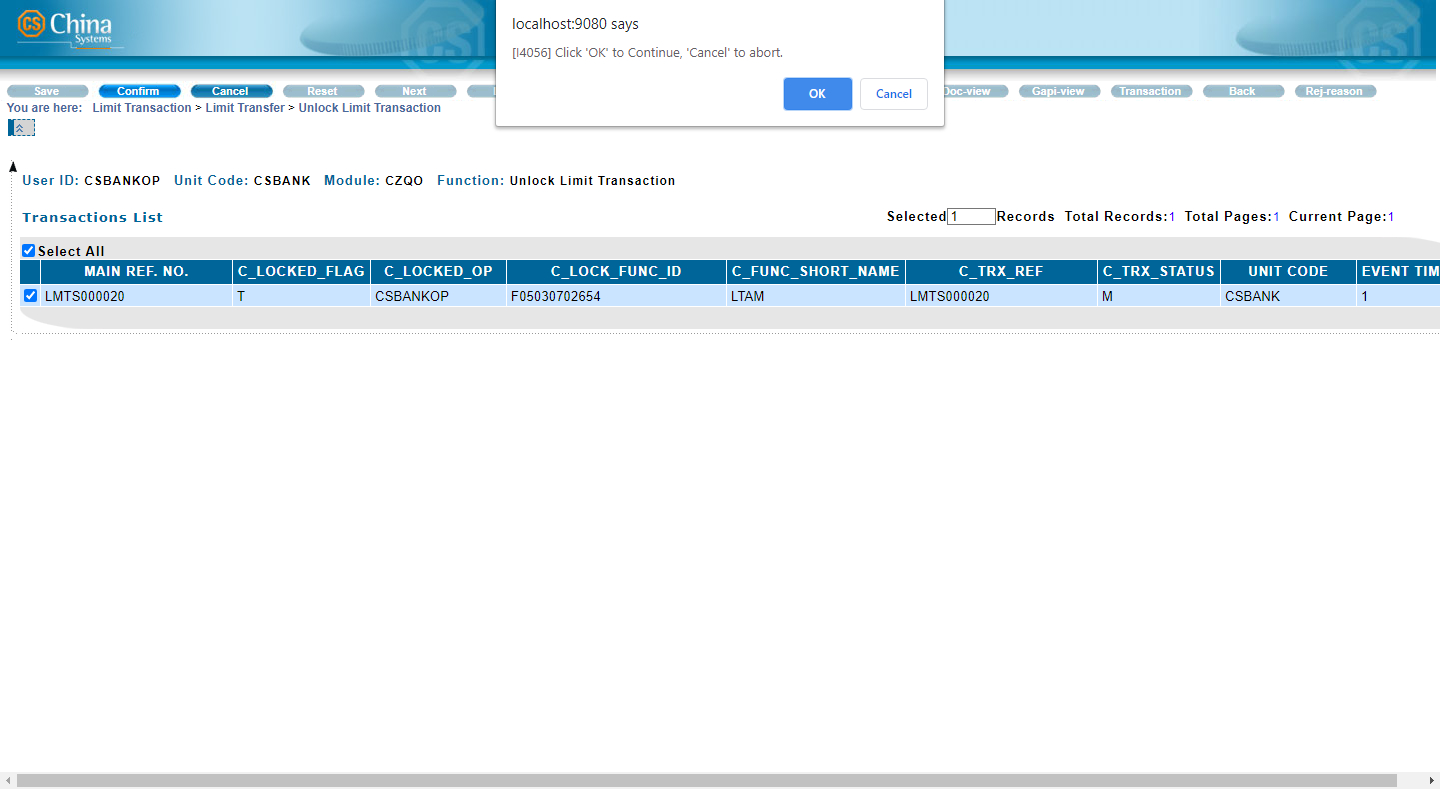 China
Systems
localhost:9080 says
[I4056] Click 'OK' to Continue, 'Cancel' to abort.
OK Cancel
Save Confirm Cancel Reset Next Doc-view Gapi-view Transaction Back Rej-reason
You are here: Limit Transaction > Limit Transfer > Unlock Limit Transaction
User ID: CSBANKOP Unit Code: CSBANK Module: CZQO Function: Unlock Limit Transaction
Transactions List Selected 1 Records Total Records:1 Total Pages:1 Current Page:1
Select All
MAIN REF. NO. C_LOCKED_FLAG C_LOCKED_OP C_LOCK_FUNC_ID C_FUNC_SHORT_NAME C_TRX_REF C_TRX_STATUS UNIT CODE EVENT TIM
LMTS000020 T CSBANKOP F05030702654 LTAM LMTS000020 M CSBANK 1